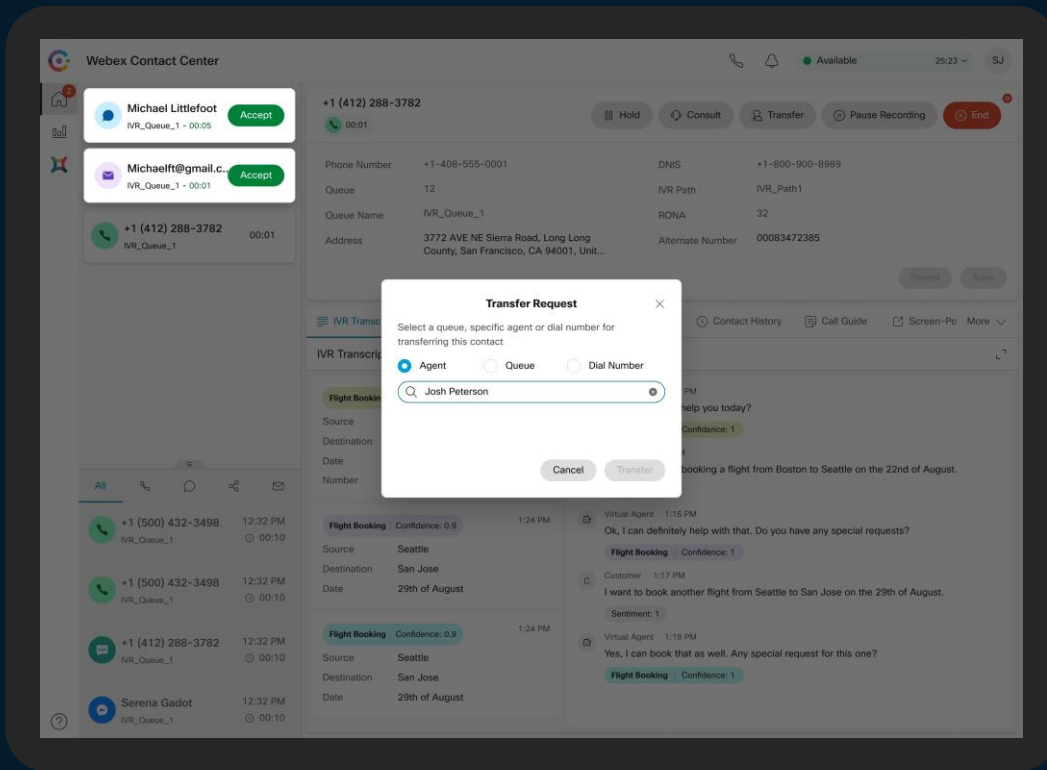 Webex Contact Center
Available
25:23
SJ
2
Michael Littlefoot
IVR_Queue_1 - 00:05
Accept
Michaelft@gmail.c..
IVR_Queue_1 - 00:01
Accept
+1 (412) 288-3782
IVR_Queue_1
00:01
All
+1 (500) 432-3498
12:32 PM
IVR_Queue_1
00:10
+1 (500) 432-3498
12:32 PM
IVR_Queue_1
00:10
+1 (412) 288-3782
12:32 PM
IVR_Queue_1
00:10
Serena Gadot
12:32 PM
IVR_Queue_1
00:10
+1 (412) 288-3782
00:01
Hold
Consult
Transfer
Pause Recording
End
Phone Number +1-408-555-0001
DNIS +1-800-900-8989
Queue 12
IVR Path IVR_Path1
Queue Name IVR_Queue_1
RONA 32
Address 3772 AVE NE Sierra Road, Long Long
County, San Francisco, CA 94001, Unit...
Alternate Number 00083472385
Revert
Save
IVR Transc
Contact History
Call Guide
Screen-Po
More
IVR Transcrip
Transfer Request
Select a queue, specific agent or dial number for
transferring this contact
Agent
Queue
Dial Number
Josh Peterson
Cancel
Transfer
Flight Bookin
Source
Destination
Date
Number
Flight Booking Confidence: 0.9
1:24 PM
Source Seattle
Destination San Jose
Date 29th of August
Flight Booking Confidence: 0.9
1:24 PM
Source Seattle
Destination San Jose
Date 29th of August
PM
help you today?
Confidence: 1
booking a flight from Boston to Seattle on the 22nd of August.
Virtual Agent 1:16 PM
Ok, I can definitely help with that. Do you have any special requests?
Flight Booking Confidence: 1
C
Customer 1:17 PM
I want to book another flight from Seattle to San Jose on the 29th of August.
Sentiment: 1
Virtual Agent 1:18 PM
Yes, I can book that as well. Any special request for this one?
Flight Booking Confidence: 1